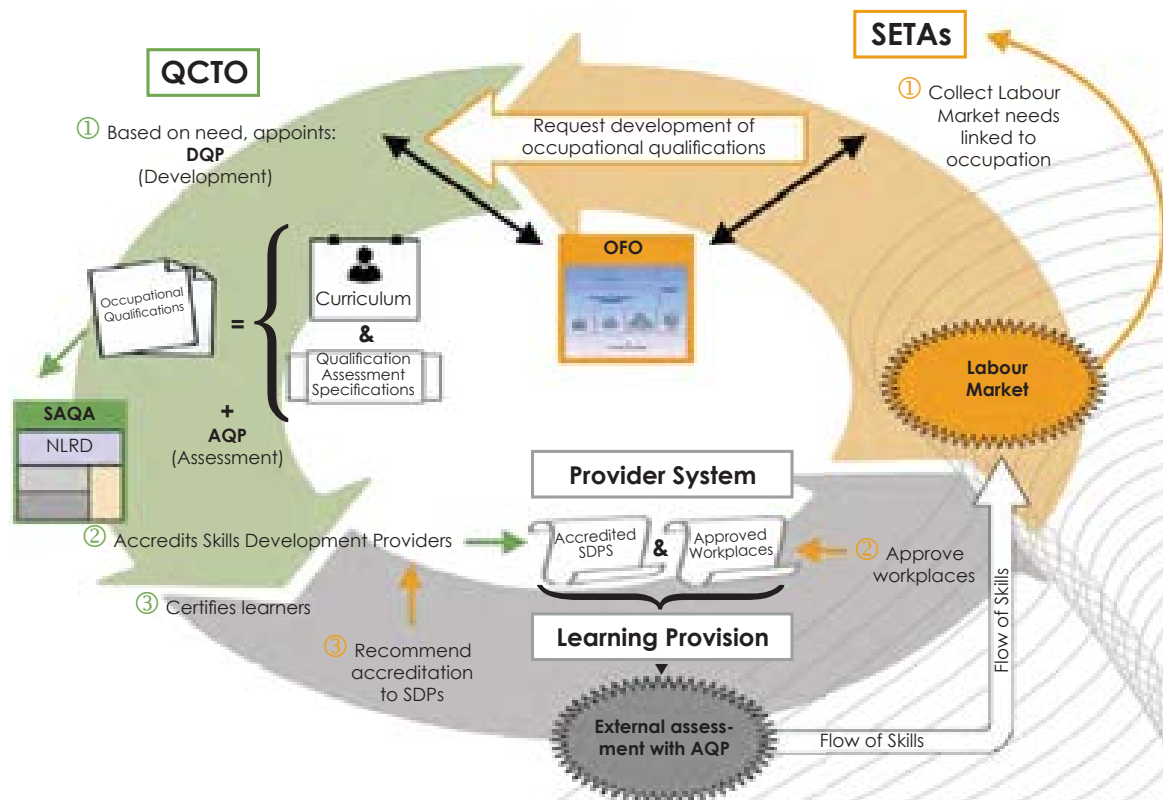 SETAs
QCTO
① Collect Labour
Market needs
linked to
occupation
① Based on need, appoints:
DQP
(Development)
Request development of
occupational qualifications
OFO
Occupational
Qualifications
=
Curriculum
&
Qualification
Assessment
Specifications
Labour
Market
SAQA
NLRD
+
AQP
(Assessment)
Provider System
② Accredits Skills Development Providers
Accredited
SDPS
&
Approved
Workplaces
② Approve
workplaces
③ Certifies learners
③ Recommend
accreditation
to SDPs
Learning Provision
External assess-
ment with AQP
Flow of Skills
Flow of Skills